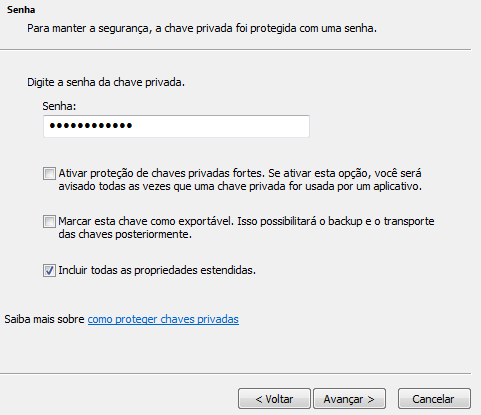 Senha
Para manter a segurança, a chave privada foi protegida com uma senha.
Digite a senha da chave privada.
Senha:
••••••••••••
Ativar proteção de chaves privadas fortes. Se ativar esta opção, você será
avisado todas as vezes que uma chave privada for usada por um aplicativo.
Marcar esta chave como exportável. Isso possibilitará o backup e o transporte
das chaves posteriormente.
Incluir todas as propriedades estendidas.
Saiba mais sobre como proteger chaves privadas
< Voltar Avançar > Cancelar